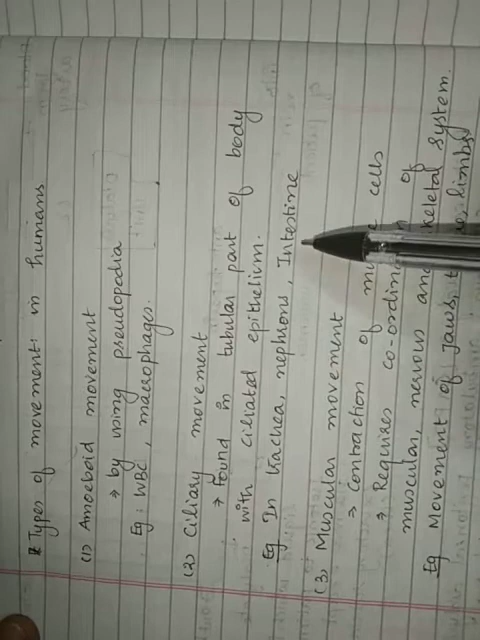 Types of movement in humans
(1) Amoeboid movement
→ by using pseudopodia
Eg: WBC, macrophages.
(2) Ciliary movement
→ Found in tubular part of body
with ciliated epithelium.
Eg In trachea, nephrons, Intestine
(3) Muscular movement
→ Contraction of cells
→ Requires of
muscular, nervous and skeletal system.
Eg Movement of Jaws, limbs